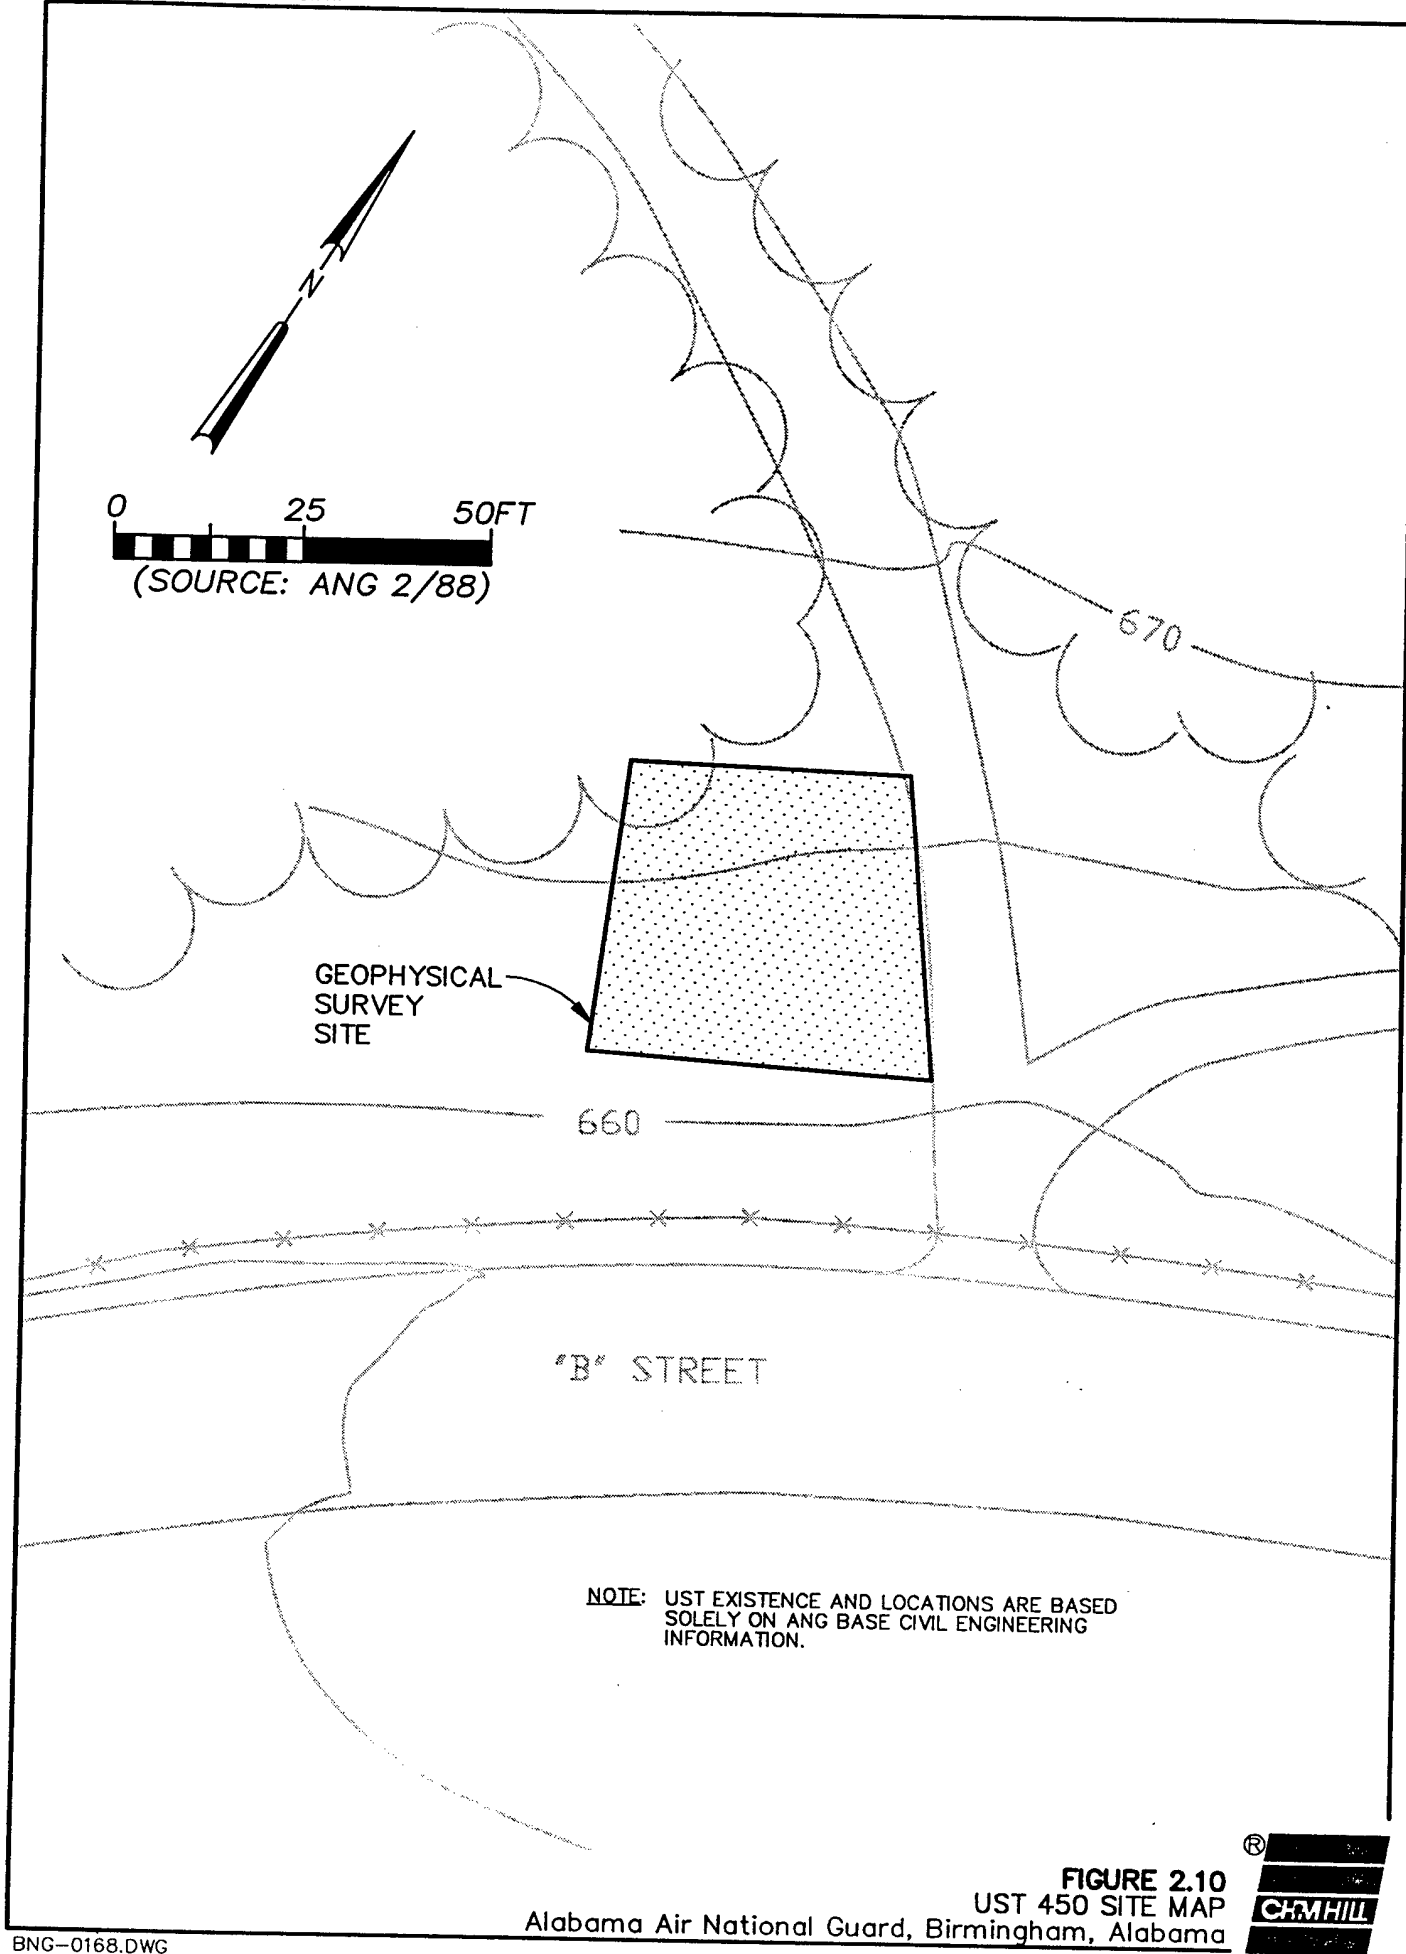 N
0 25 50FT
(SOURCE: ANG 2/88)
670
GEOPHYSICAL
SURVEY
SITE
660
"B" STREET
NOTE: UST EXISTENCE AND LOCATIONS ARE BASED
SOLELY ON ANG BASE CIVIL ENGINEERING
INFORMATION.
®
FIGURE 2.10
UST 450 SITE MAP
CH2M HILL
Alabama Air National Guard, Birmingham, Alabama
BNG-0168.DWG